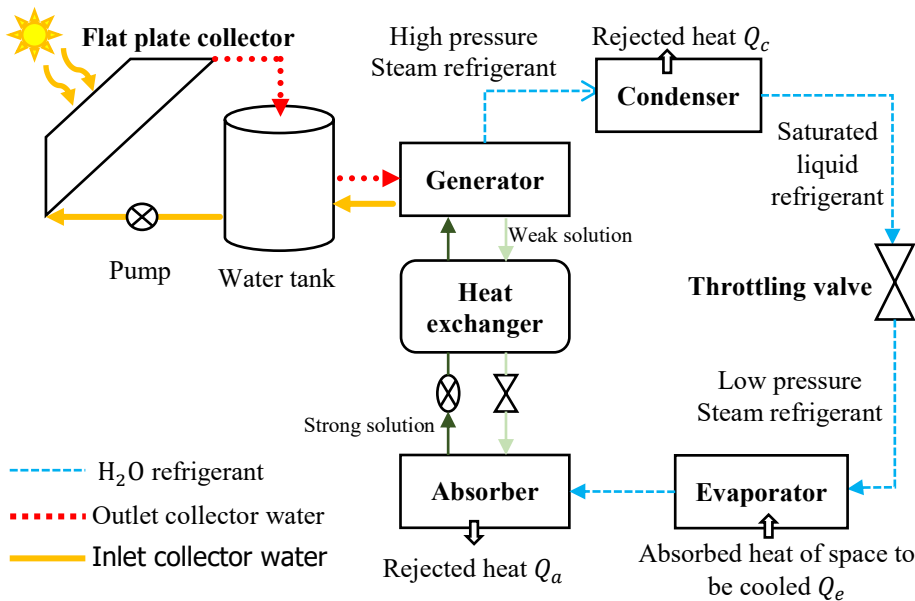 Flat plate collector
High pressure
Steam refrigerant
Rejected heat Q_c
Condenser
Saturated
liquid
refrigerant
Generator
Weak solution
Pump
Water tank
Heat
exchanger
Throttling valve
Low pressure
Steam refrigerant
Strong solution
H₂O refrigerant
Outlet collector water
Inlet collector water
Absorber
Evaporator
Rejected heat Q_a
Absorbed heat of space to
be cooled Q_e